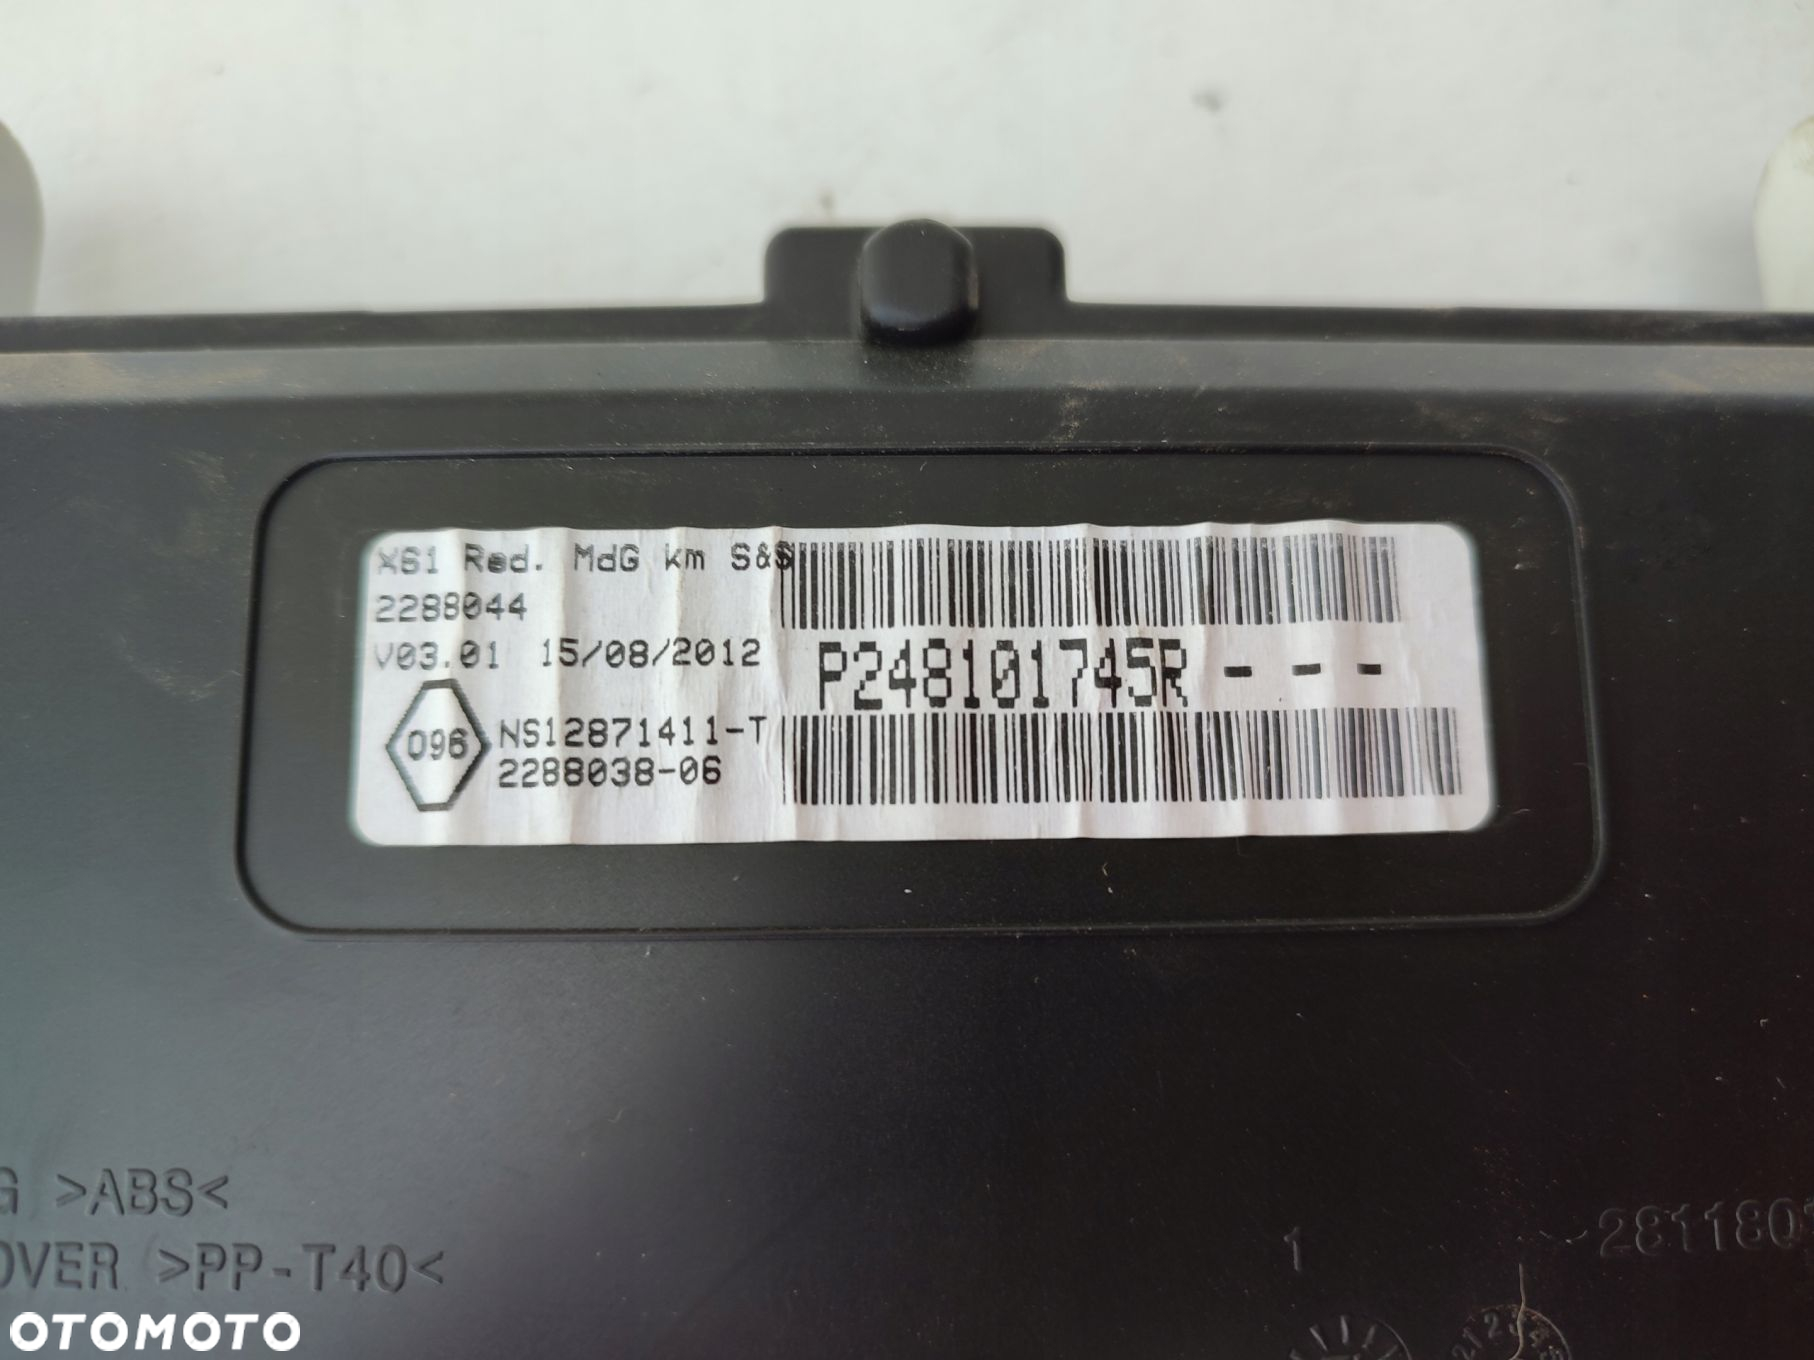 X61 Red. MdG km S&S
2288044
V03.01 15/08/2012
P248101745R - - -
096
NS12871411-T
2288038-06
G >ABS<
OVER >PP-T40<
1
281180
OTOMOTO